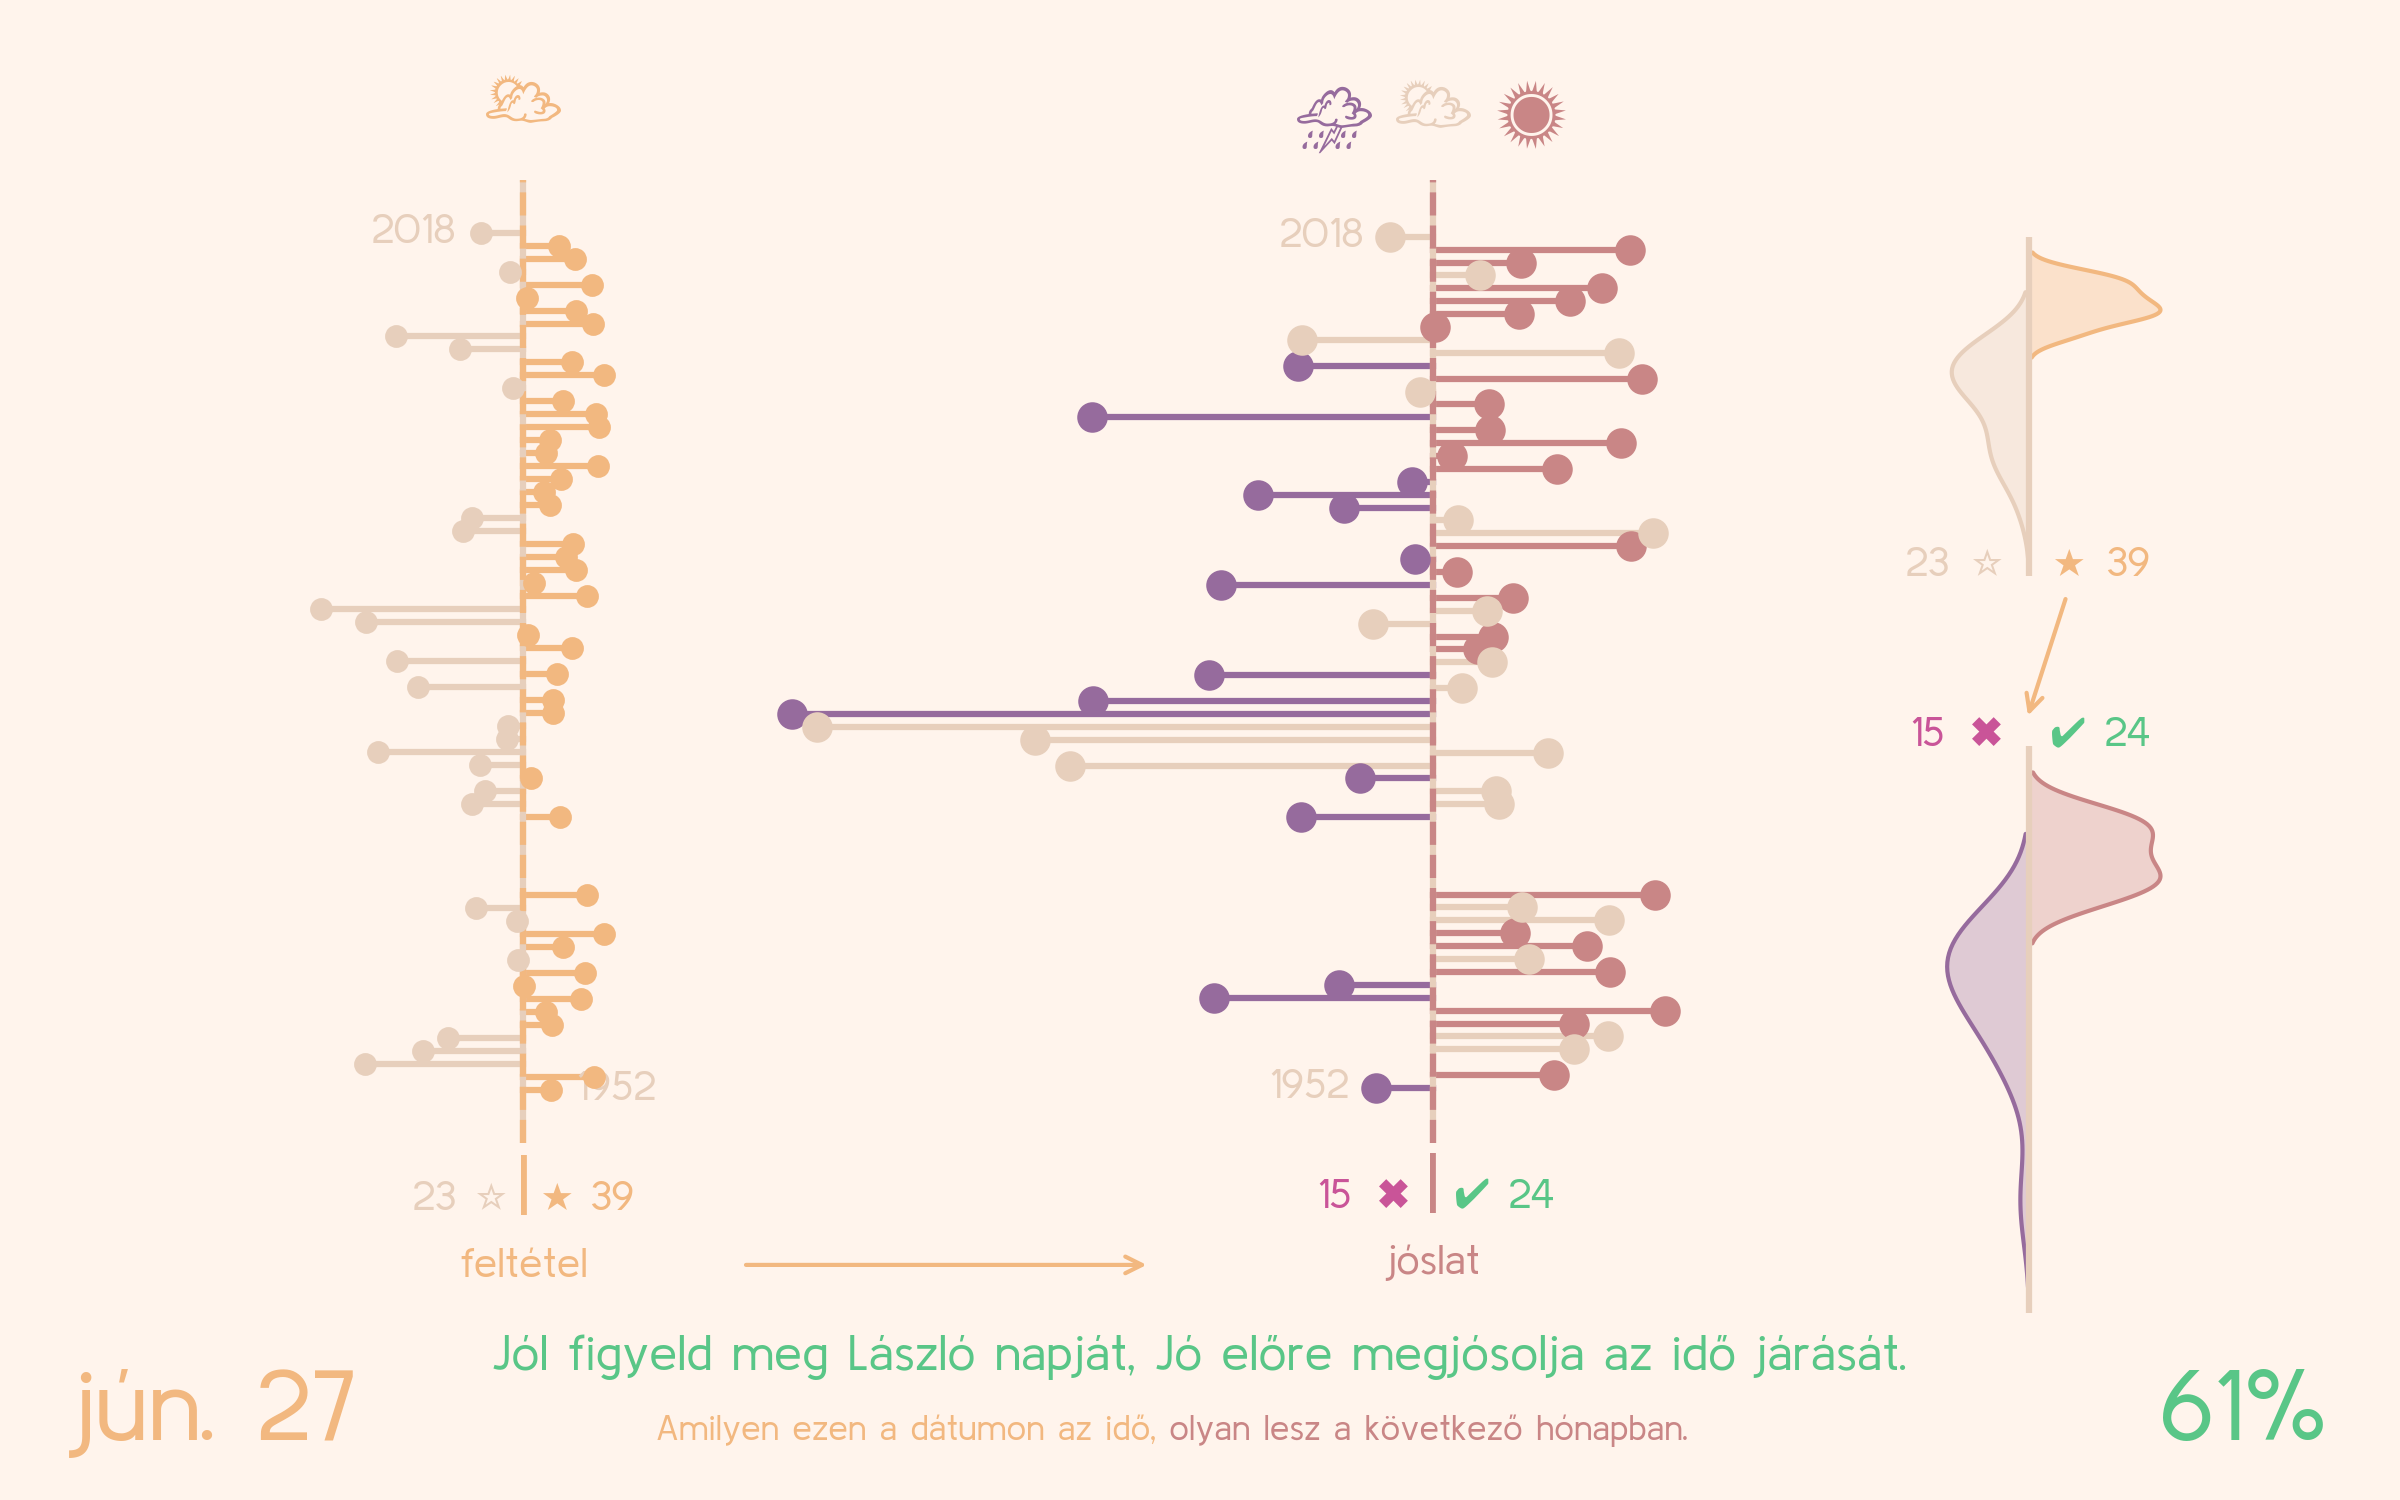 2018
2018
23 ☆ ★ 39
15 ✖ ✔ 24
1952
1952
23 ☆ ★ 39
15 ✖ ✔ 24
feltétel
jóslat
Jól figyeld meg László napját, Jó előre megjósolja az idő járását.
jún. 27
61%
Amilyen ezen a dátumon az idő, olyan lesz a következő hónapban.